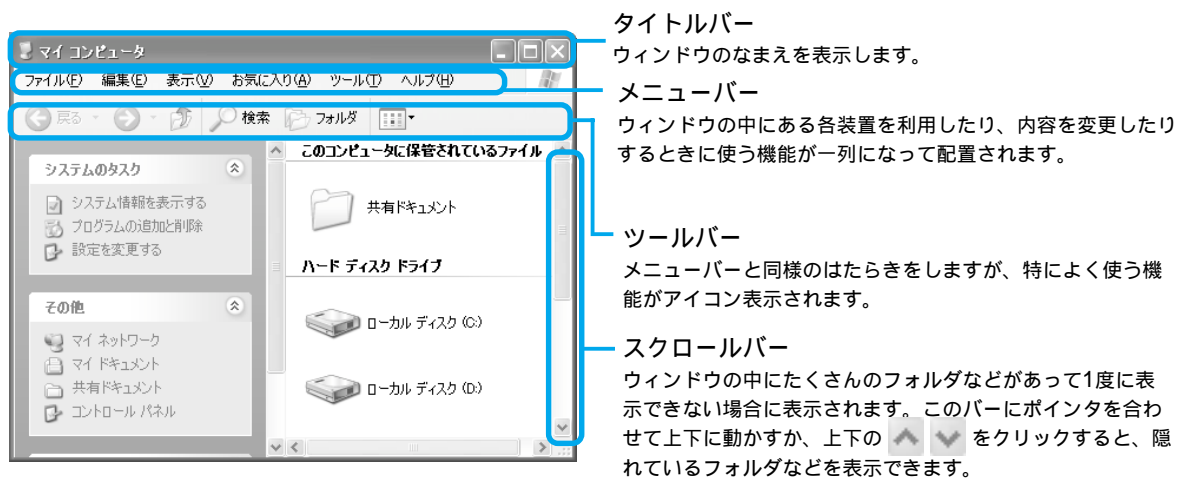 マイ コンピュータ
ファイル(F) 編集(E) 表示(V) お気に入り(A) ツール(T) ヘルプ(H)
戻る 検索 フォルダ
システムのタスク
システム情報を表示する
プログラムの追加と削除
設定を変更する
その他
マイ ネットワーク
マイ ドキュメント
共有ドキュメント
コントロール パネル
このコンピュータに保管されているファイル
共有ドキュメント
ハード ディスク ドライブ
ローカル ディスク (C:)
ローカル ディスク (D:)
タイトルバー
ウィンドウのなまえを表示します。
メニューバー
ウィンドウの中にある各装置を利用したり、内容を変更したり
するときに使う機能が一列になって配置されます。
ツールバー
メニューバーと同様のはたらきをしますが、特によく使う機
能がアイコン表示されます。
スクロールバー
ウィンドウの中にたくさんのフォルダなどがあって1度に表
示できない場合に表示されます。このバーにポインタを合わ
せて上下に動かすか、上下の をクリックすると、隠
れているフォルダなどを表示できます。